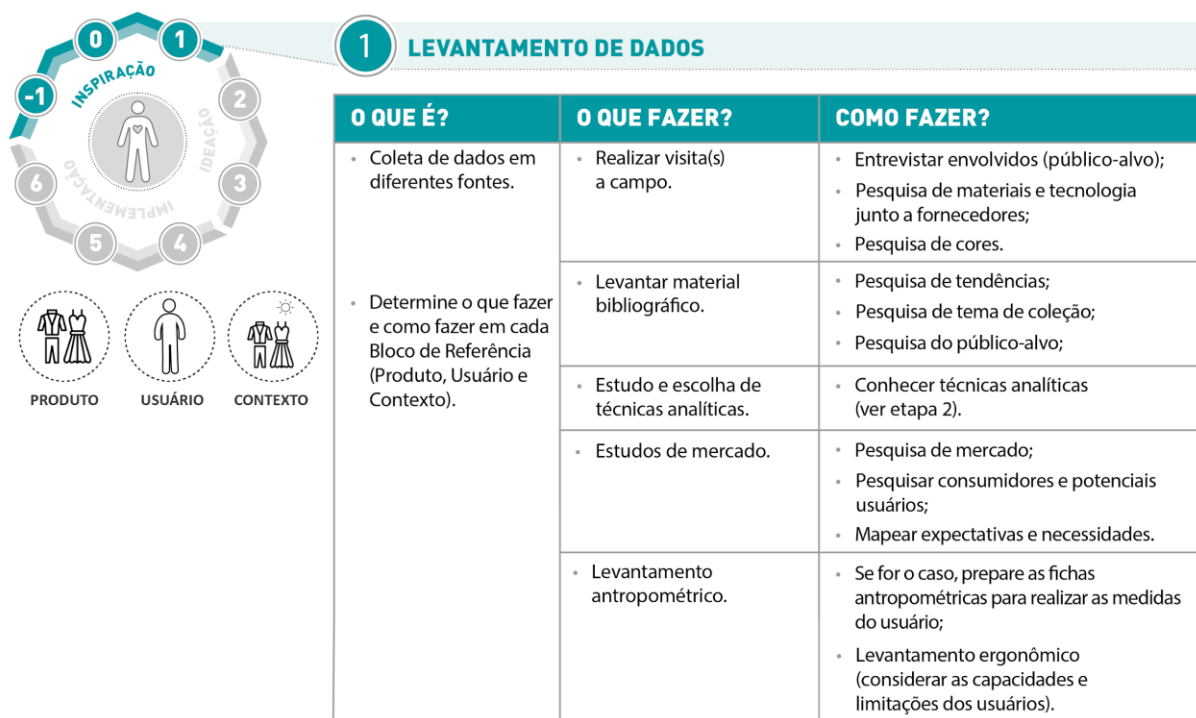 0
1
-1
INSPIRAÇÃO
2
IDEAÇÃO
3
4
IMPLEMENTAÇÃO
5
6
PRODUTO
USUÁRIO
CONTEXTO
1
LEVANTAMENTO DE DADOS
O QUE É?
O QUE FAZER?
COMO FAZER?
• Coleta de dados em
diferentes fontes.
• Determine o que fazer
e como fazer em cada
Bloco de Referência
(Produto, Usuário e
Contexto).
• Realizar visita(s)
a campo.
• Entrevistar envolvidos (público-alvo);
• Pesquisa de materiais e tecnologia
junto a fornecedores;
• Pesquisa de cores.
• Levantar material
bibliográfico.
• Pesquisa de tendências;
• Pesquisa de tema de coleção;
• Pesquisa do público-alvo;
• Estudo e escolha de
técnicas analíticas.
• Conhecer técnicas analíticas
(ver etapa 2).
• Estudos de mercado.
• Pesquisa de mercado;
• Pesquisar consumidores e potenciais
usuários;
• Mapear expectativas e necessidades.
• Levantamento
antropométrico.
• Se for o caso, prepare as fichas
antropométricas para realizar as medidas
do usuário;
• Levantamento ergonômico
(considerar as capacidades e
limitações dos usuários).